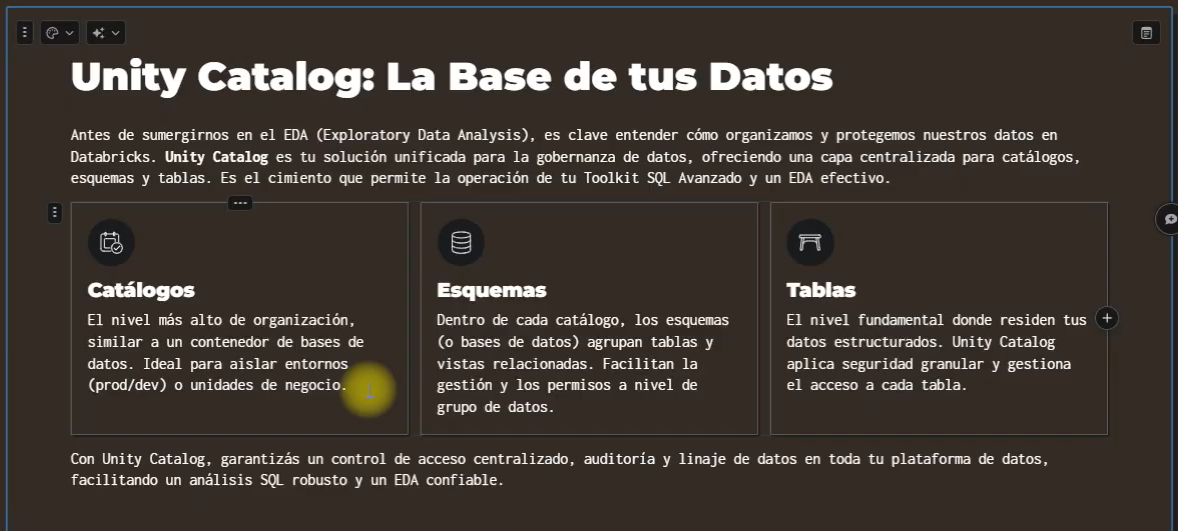 Unity Catalog: La Base de tus Datos
Antes de sumergirnos en el EDA (Exploratory Data Analysis), es clave entender cómo organizamos y protegemos nuestros datos en
Databricks. Unity Catalog es tu solución unificada para la gobernanza de datos, ofreciendo una capa centralizada para catálogos,
esquemas y tablas. Es el cimiento que permite la operación de tu Toolkit SQL Avanzado y un EDA efectivo.
Catálogos
El nivel más alto de organización,
similar a un contenedor de bases de
datos. Ideal para aislar entornos
(prod/dev) o unidades de negocio.
Esquemas
Dentro de cada catálogo, los esquemas
(o bases de datos) agrupan tablas y
vistas relacionadas. Facilitan la
gestión y los permisos a nivel de
grupo de datos.
Tablas
El nivel fundamental donde residen tus
datos estructurados. Unity Catalog
aplica seguridad granular y gestiona
el acceso a cada tabla.
Con Unity Catalog, garantizás un control de acceso centralizado, auditoría y linaje de datos en toda tu plataforma de datos,
facilitando un análisis SQL robusto y un EDA confiable.